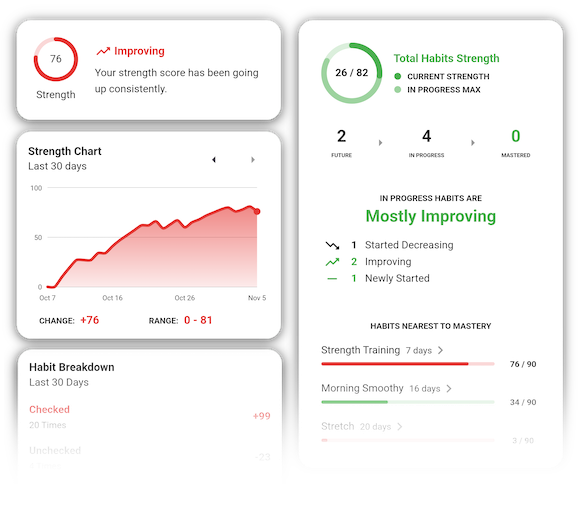 76
Strength
Improving
Your strength score has been going
up consistently.
Strength Chart
Last 30 days
100
50
0
Oct 7
Oct 16
Oct 26
Nov 5
CHANGE: +76
RANGE: 0 - 81
Habit Breakdown
Last 30 Days
Checked
20 Times
+99
Unchecked
-23
26 / 82
Total Habits Strength
CURRENT STRENGTH
IN PROGRESS MAX
2
FUTURE
4
IN PROGRESS
0
MASTERED
IN PROGRESS HABITS ARE
Mostly Improving
1 Started Decreasing
2 Improving
1 Newly Started
HABITS NEAREST TO MASTERY
Strength Training 7 days
76 / 90
Morning Smoothy 16 days
34 / 90
Stretch 20 days
3 / 90